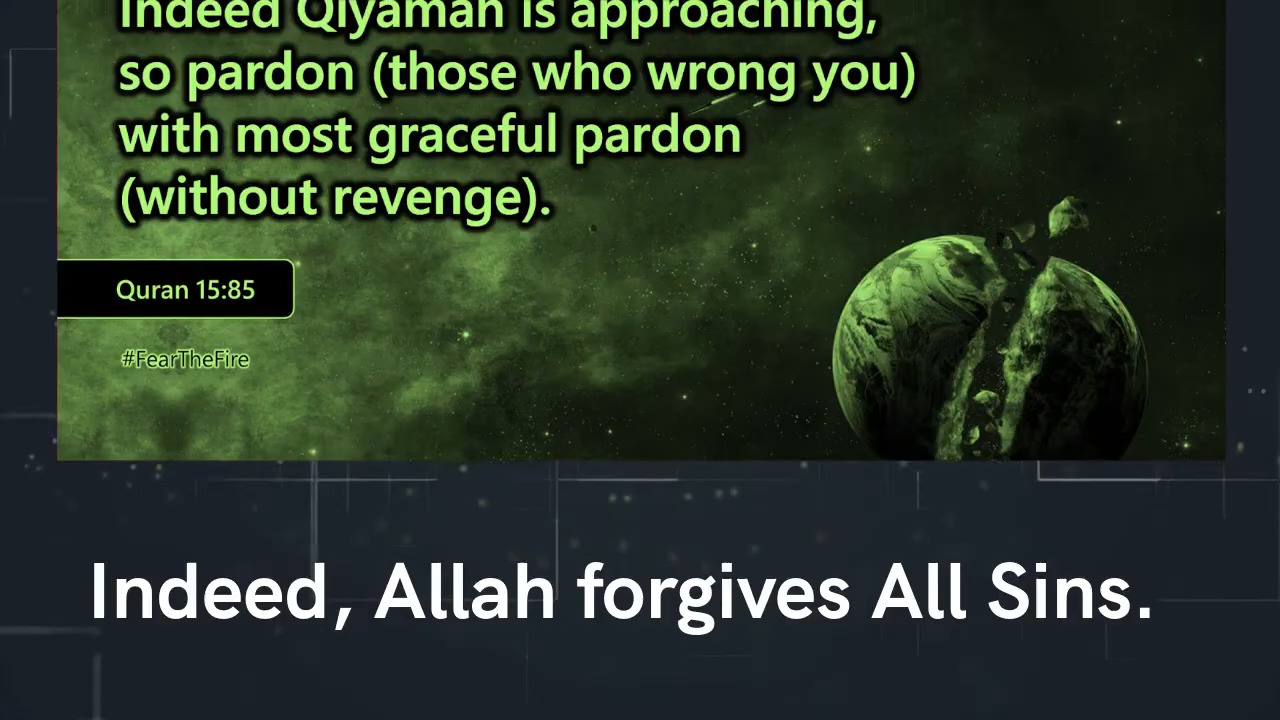 Indeed Qiyamah is approaching,
so pardon (those who wrong you)
with most graceful pardon
(without revenge).
Quran 15:85
#FearTheFire
Indeed, Allah forgives All Sins.